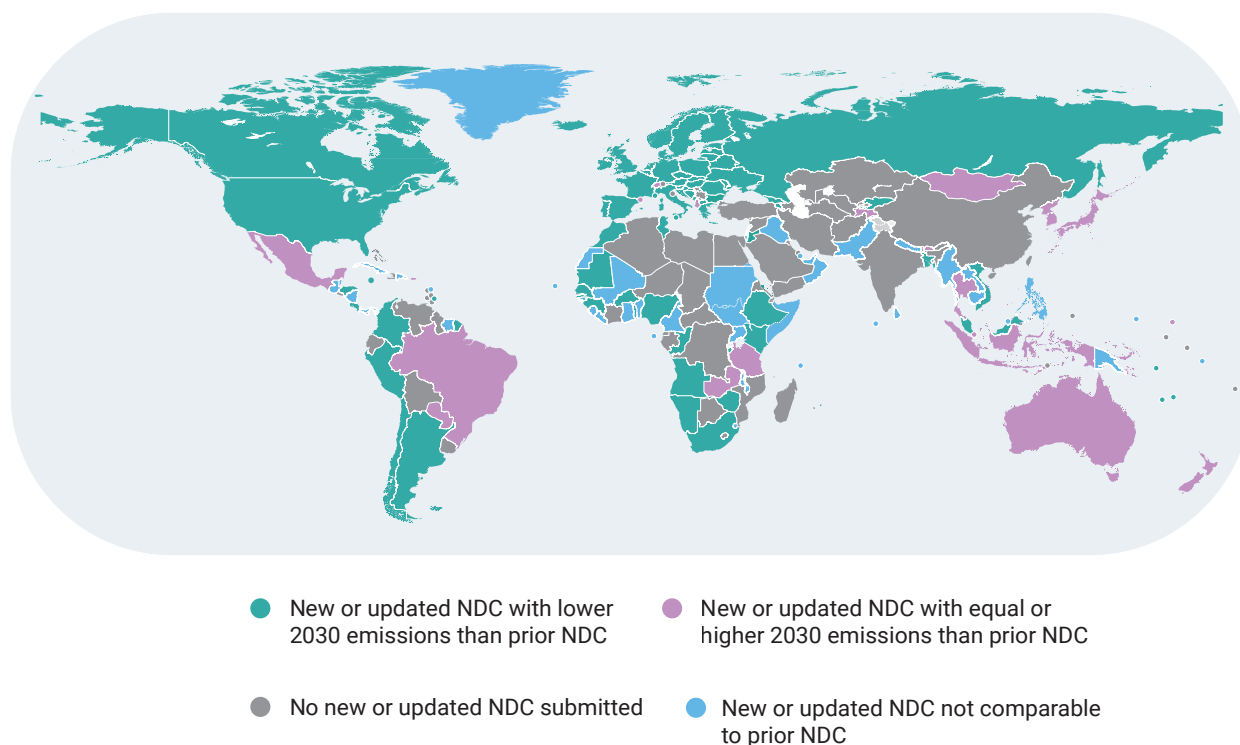 New or updated NDC with lower
2030 emissions than prior NDC
New or updated NDC with equal or
higher 2030 emissions than prior NDC
No new or updated NDC submitted
New or updated NDC not comparable
to prior NDC